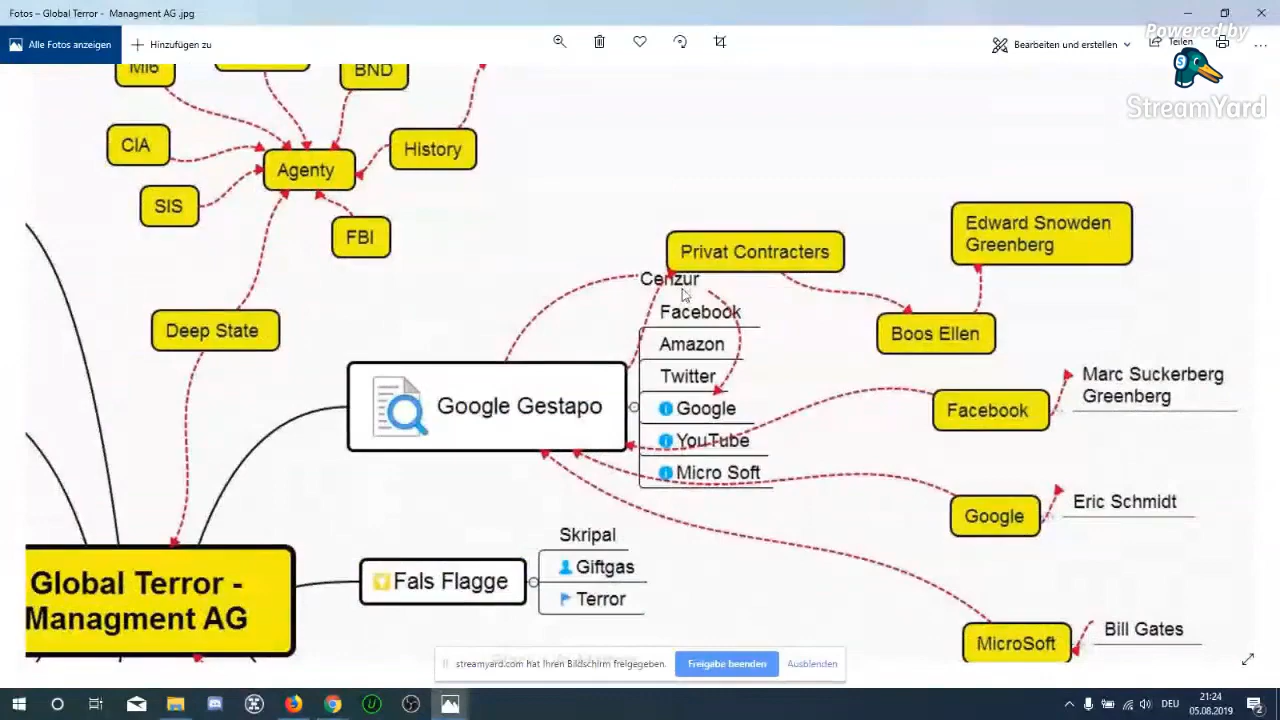 Fotos – Global Terror - Managment AG .jpg
Powered by
StreamYard
Alle Fotos anzeigen
Hinzufügen zu
Bearbeiten und erstellen
Teilen
MI6
BND
CIA
Agenty
History
SIS
FBI
Deep State
Privat Contracters
Edward Snowden
Greenberg
Cenzur
Facebook
Amazon
Twitter
Google
YouTube
Micro Soft
Boos Ellen
Google Gestapo
Marc Suckerberg
Greenberg
Facebook
Google
Eric Schmidt
Skripal
Giftgas
Terror
Fals Flagge
Global Terror -
Managment AG
MicroSoft
Bill Gates
streamyard.com hat Ihren Bildschirm freigegeben.
Freigabe beenden
Ausblenden
DEU
21:24
05.08.2019
2